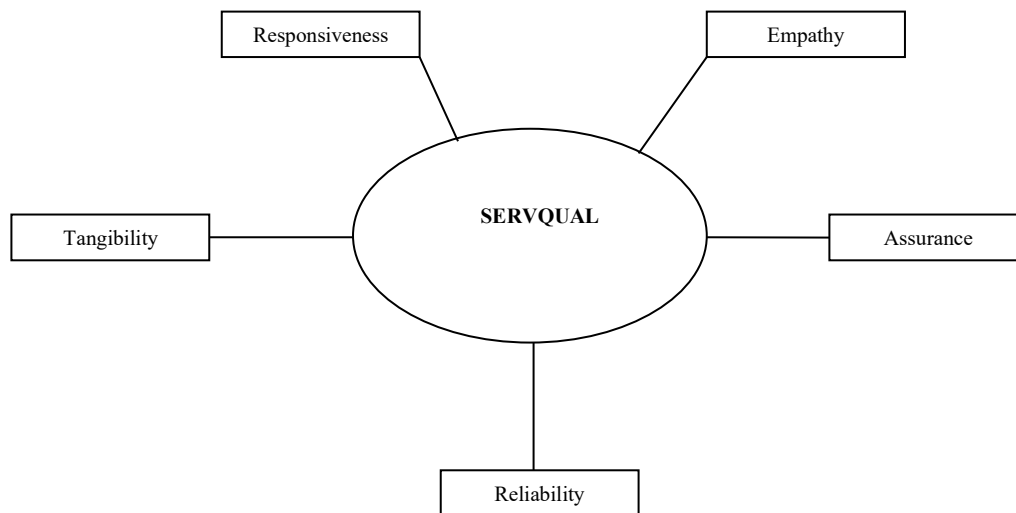 Responsiveness
Empathy
SERVQUAL
Tangibility
Assurance
Reliability